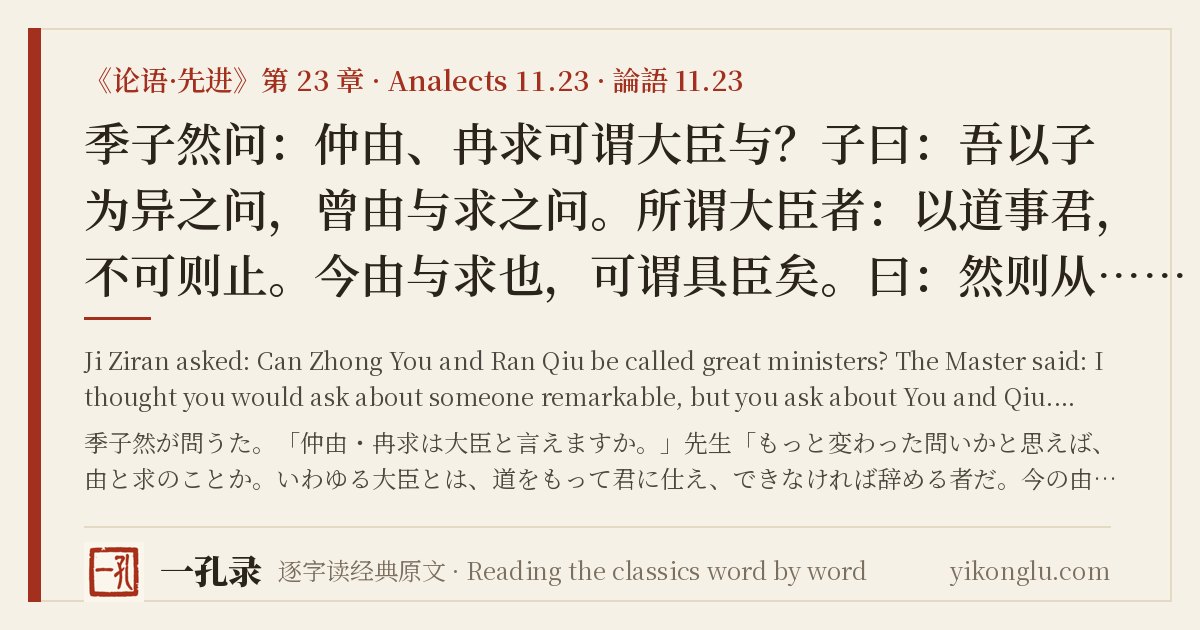 《论语·先进》第 23 章 · Analects 11.23 · 論語 11.23
季子然问：仲由、冉求可谓大臣与？子曰：吾以子
为异之问，曾由与求之问。所谓大臣者：以道事君，
不可则止。今由与求也，可谓具臣矣。曰：然则从……
Ji Ziran asked: Can Zhong You and Ran Qiu be called great ministers? The Master said: I
thought you would ask about someone remarkable, but you ask about You and Qiu....
季子然が問うた。「仲由・冉求は大臣と言えますか。」先生「もっと変わった問いかと思えば、
由と求のことか。いわゆる大臣とは、道をもって君に仕え、できなければ辞める者だ。今の由…
一孔
一孔录 逐字读经典原文 · Reading the classics word by word yikonglu.com